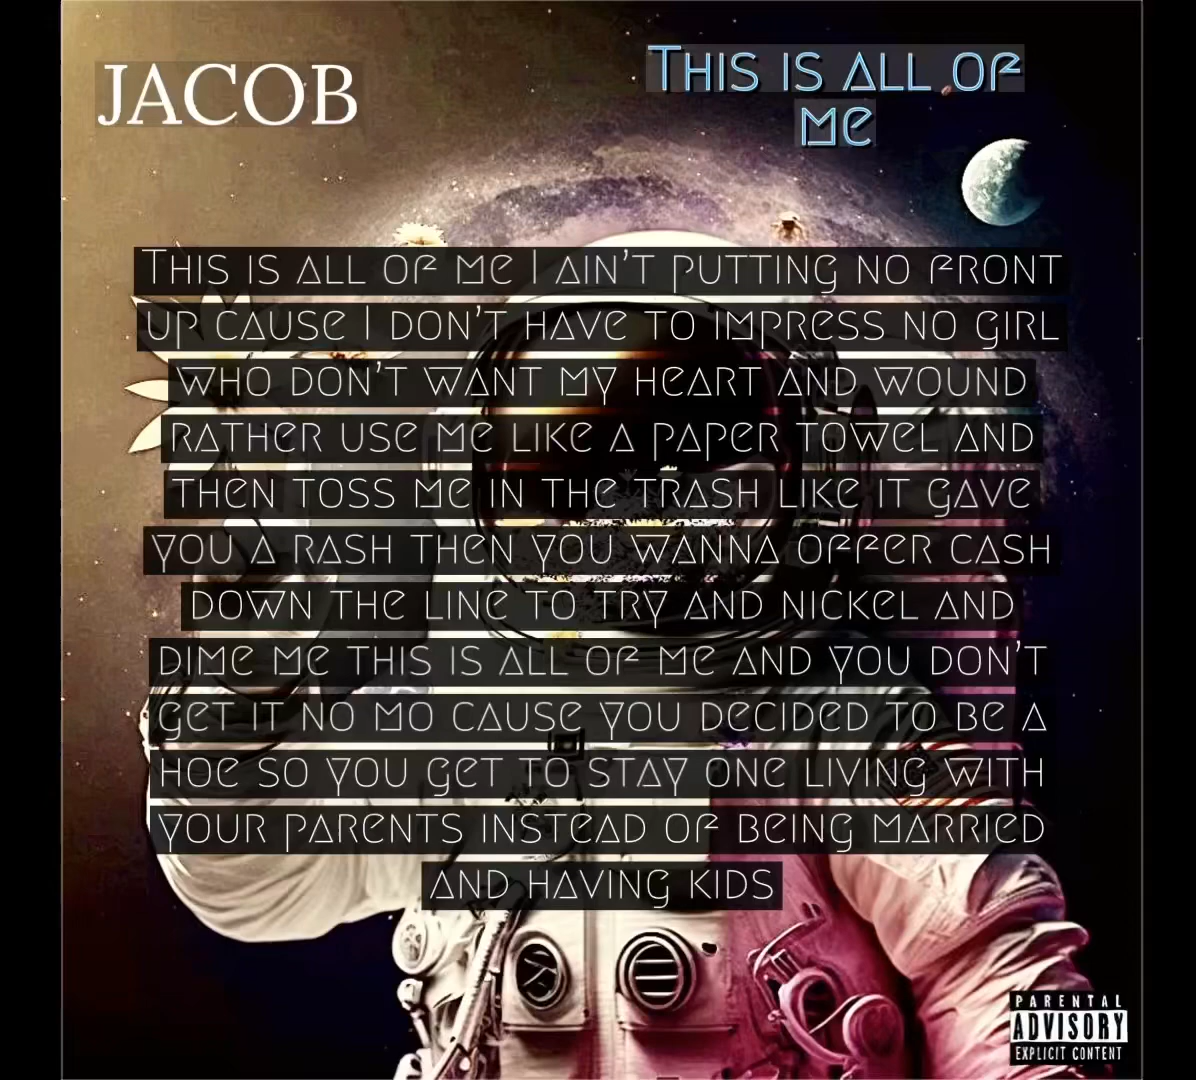 JACOB
This is all of
me
This is all of me I ain't putting no front
up cause I don't have to impress no girl
who don't want my heart and wound
rather use me like a paper towel and
then toss me in the trash like it gave
you a rash then you wanna offer cash
down the line to try and nickel and
dime me this is all of me and you don't
get it no mo cause you decided to be a
hoe so you get to stay one living with
your parents instead of being married
and having kids
PARENTAL
ADVISORY
EXPLICIT CONTENT